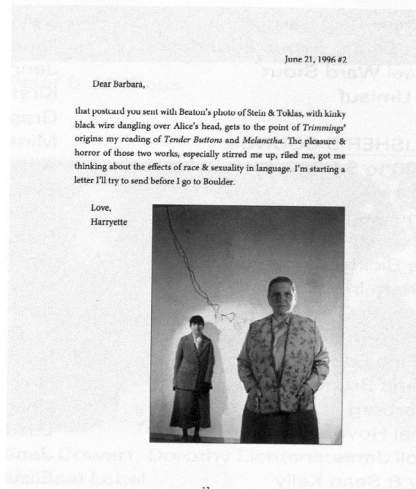 June 21, 1996 #2
Dear Barbara,
that postcard you sent with Beaton's photo of Stein & Toklas, with kinky
black wire dangling over Alice's head, gets to the point of Trimmings'
origins: my reading of Tender Buttons and Melanctha. The pleasure &
horror of those two works, especially stirred me up, riled me, got me
thinking about the effects of race & sexuality in language. I'm starting a
letter I'll try to send before I go to Boulder.
Love,
Harryette